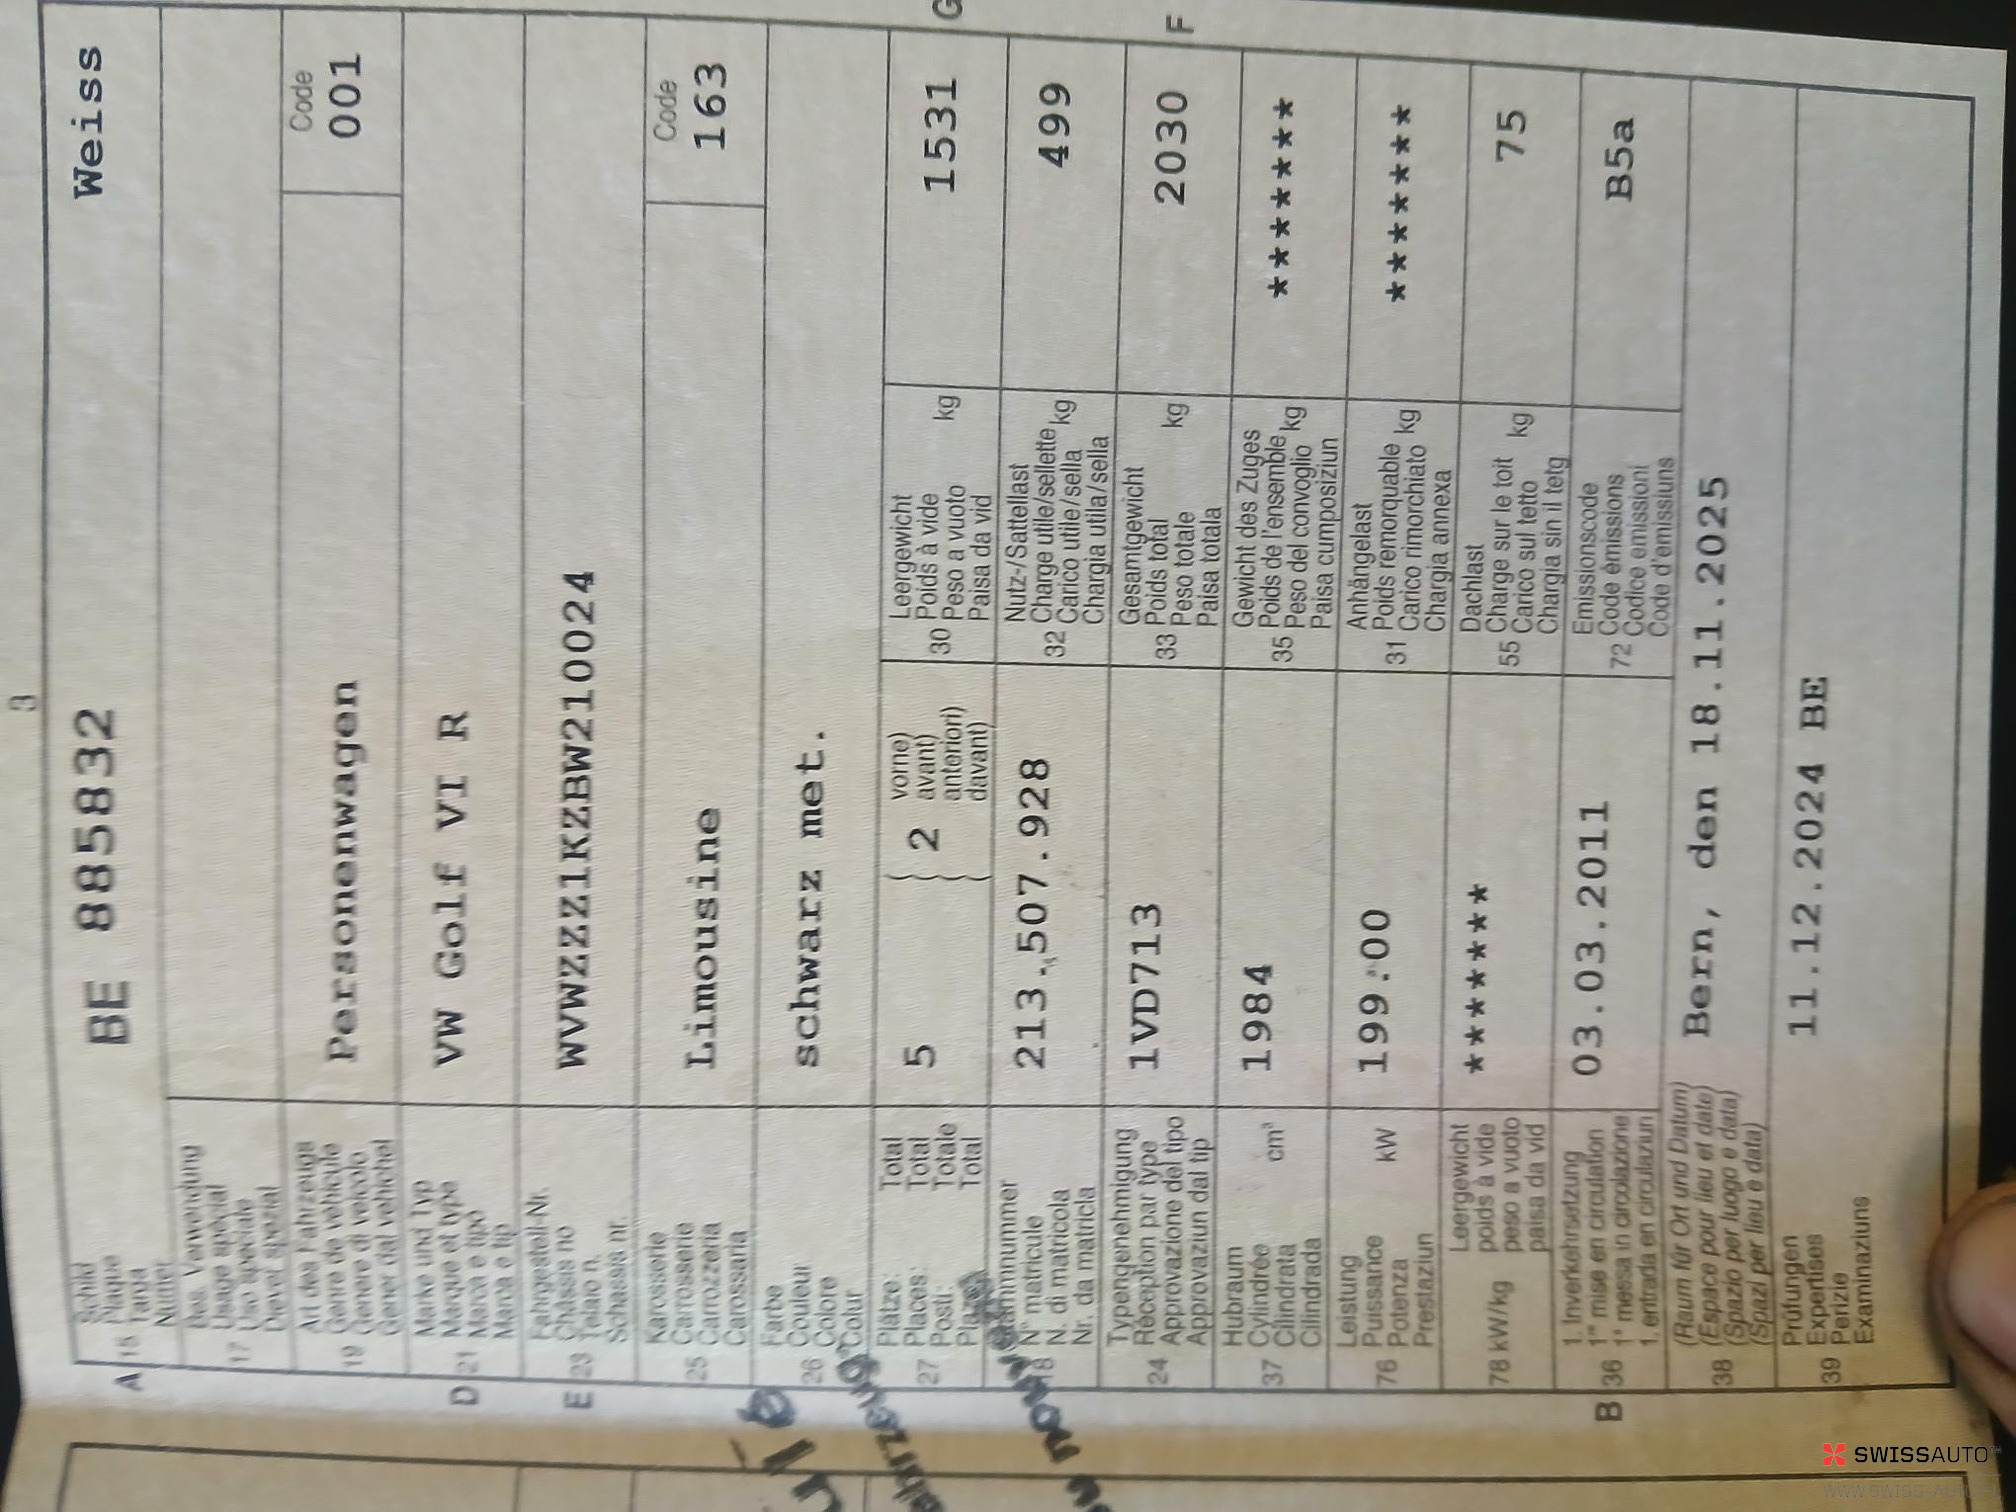 3
A 15 Schild
Plaque
Targa
Numer
BE 885832 Weiss
17 Bes. Verwendung
Usage spécial
Uso speciale
Diever spezial
19 Art des Fahrzeugs
Genre de véhicule
Genere di veicolo
Gener dal vehichel
Personenwagen
Code
001
D 21 Marke und Typ
Marque et type
Marca e tipo
Marca e tip
VW Golf VI R
E 23 Fahrgestell-Nr.
Châssis no
Telaio n.
Schassis nr.
WVWZZZ1KZBW210024
25 Karosserie
Carrosserie
Carrozzeria
Carossaria
Limousine
Code
163
26 Farbe
Couleur
Colore
Colur
schwarz met.
27 Plätze: Total
Places: Total
Posti: Totale
Total
5
2
vorne)
avant)
anteriori)
davant)
30 Leergewicht
Poids à vide
Peso a vuoto
Paisa da vid
kg
1531
G
18 Stammnummer
N° matricule
N. di matricola
Nr. da matricla
213.507.928
32 Nutz-/Sattellast
Charge utile/sellette
Carico utile/sella
Chargia utila/sella
kg
499
24 Typengenehmigung
Réception par type
Approvazione del tipo
Approvaziun dal tip
1VD713
33 Gesamtgewicht
Poids total
Peso totale
Paisa totala
kg
2030
F
37 Hubraum
Cylindrée
Cilindrata
Cilindrada
cm³
1984
35 Gewicht des Zuges
Poids de l'ensemble
Peso del convoglio
Paisa cumposiziun
kg
*******
76 Leistung
Puissance
Potenza
Prestaziun
kW
199.00
31 Anhängelast
Poids remorquable
Carico rimorchiato
Chargia annexa
kg
*******
78 kW/kg
Leergewicht
poids à vide
peso a vuoto
paisa da vid
*******
55 Dachlast
Charge sur le toit
Carico sul tetto
Chargia sin il tetg
kg
75
B 36 1. Inverkehrsetzung
1re mise en circulation
1a messa in circolazione
1. entrada en circulaziun
03.03.2011
72 Emissionscode
Code émissions
Codice emissioni
Code d'emissiuns
B5a
38 (Raum für Ort und Datum)
(Espace pour lieu et date)
(Spazio per luogo e data)
(Spazi per lieu e data)
Bern, den 18.11.2025
39 Prüfungen
Expertises
Perizie
Examinaziuns
11.12.2024 BE
SWISSAUTO™